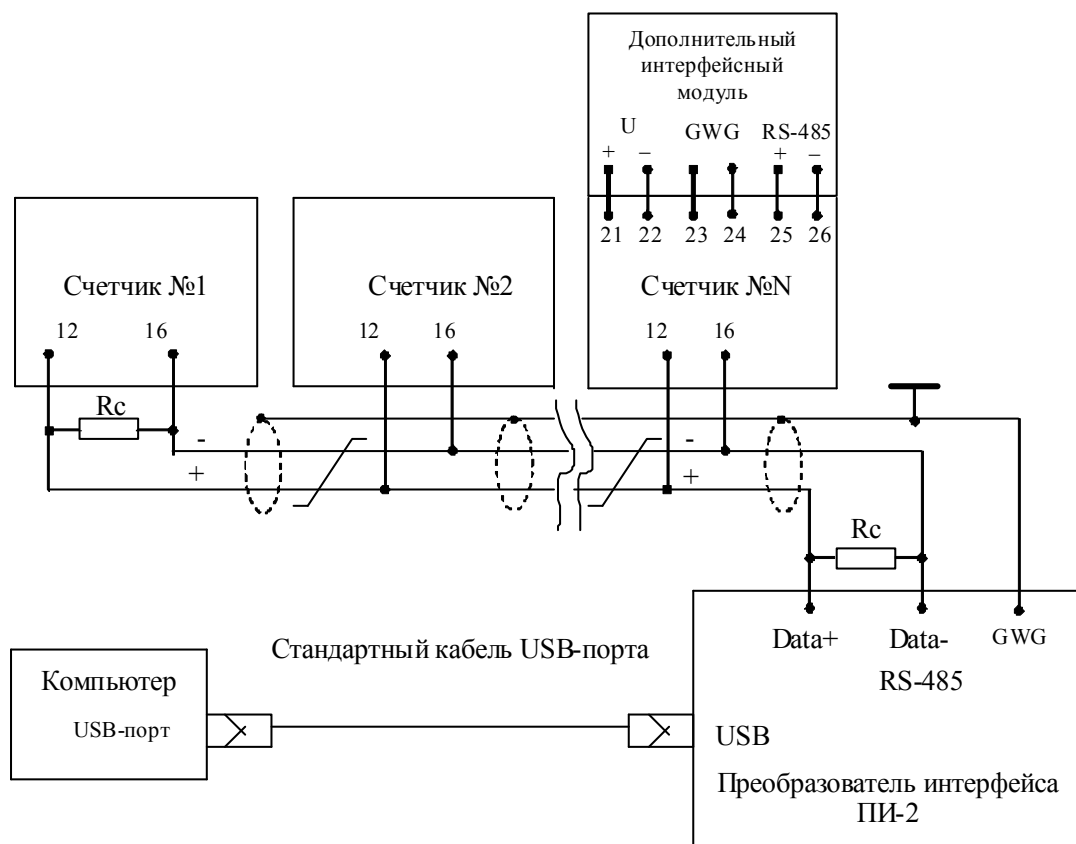 Дополнительный
интерфейсный
модуль
U GWG RS-485
+ – + –
21 22 23 24 25 26
Счетчик №1 Счетчик №2 Счетчик №N
12 16 12 16 12 16
Rc
- -
+ +
Rc
Data+ Data- GWG
RS-485
Стандартный кабель USB-порта
Компьютер
USB-порт
USB
Преобразователь интерфейса
ПИ-2